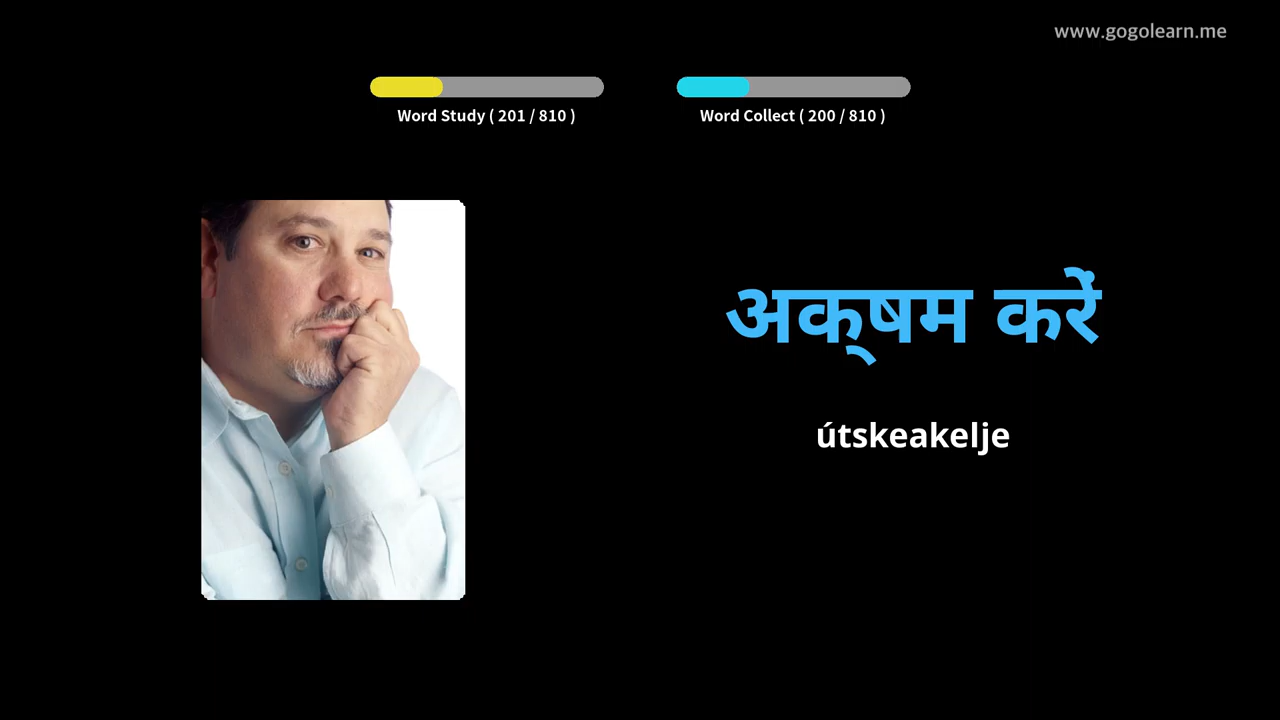 www.gogolearn.me
Word Study ( 201 / 810 )
Word Collect ( 200 / 810 )
अक्‍षम करें
útskeakelje